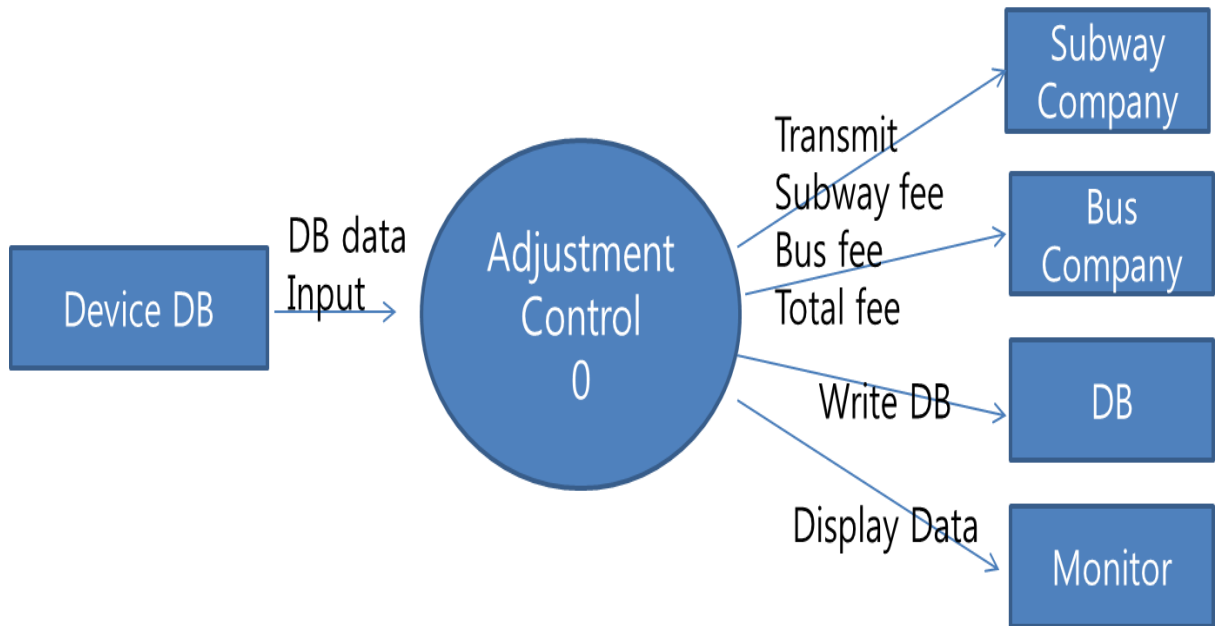 Device DB
DB data
Input
Adjustment
Control
0
Transmit
Subway fee
Bus fee
Total fee
Write DB
Display Data
Subway
Company
Bus
Company
DB
Monitor